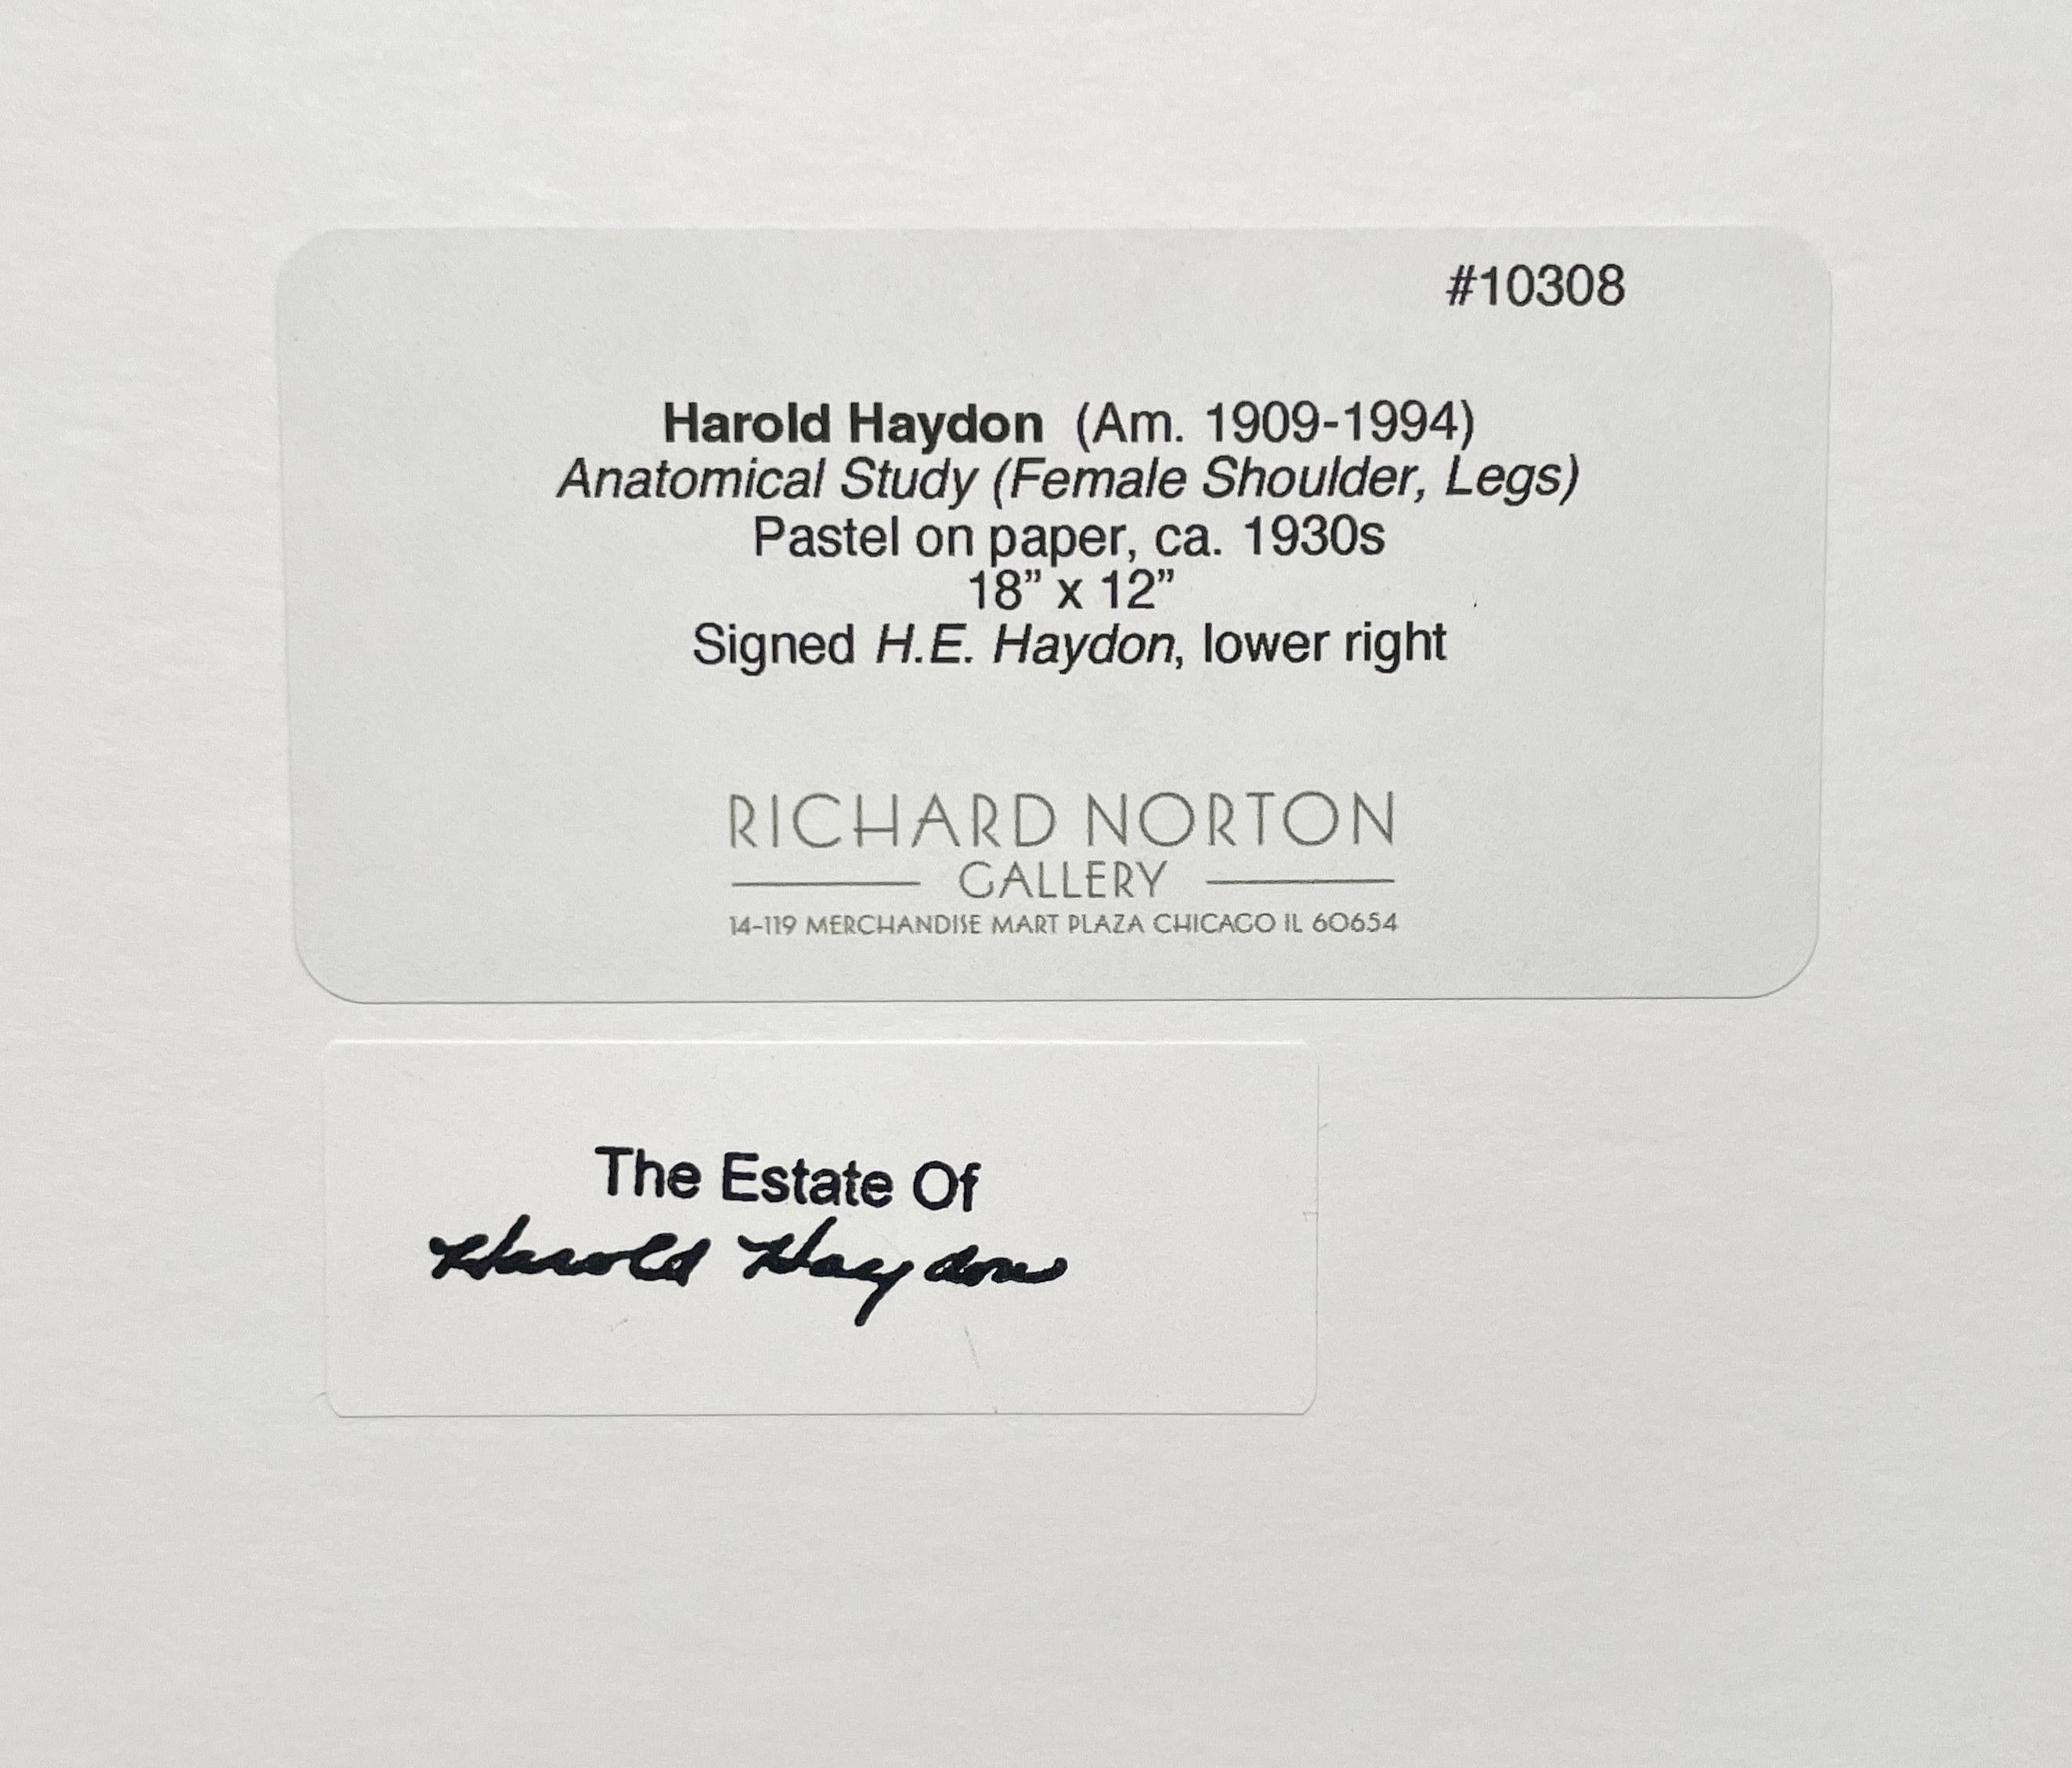 #10308
Harold Haydon (Am. 1909-1994)
Anatomical Study (Female Shoulder, Legs)
Pastel on paper, ca. 1930s
18” x 12”
Signed H.E. Haydon, lower right
RICHARD NORTON
GALLERY
14-119 MERCHANDISE MART PLAZA CHICAGO IL 60654
The Estate Of
Harold Haydon